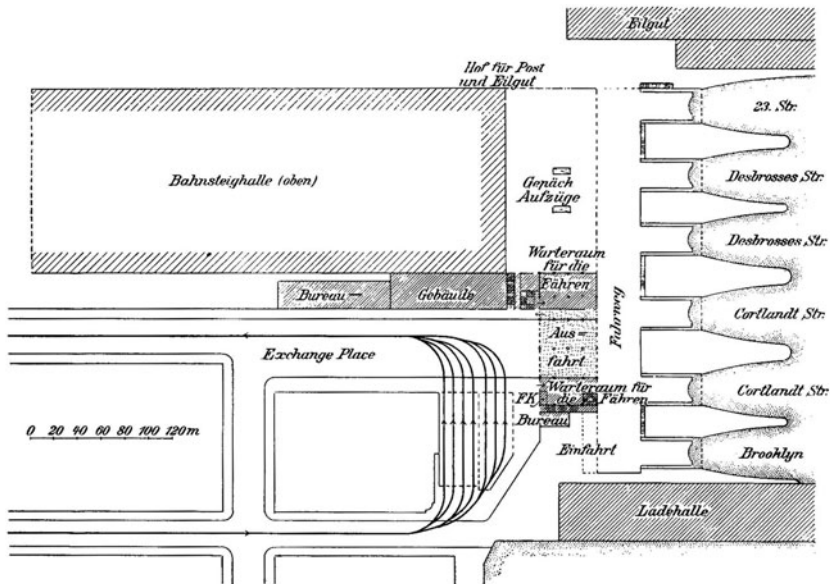 Eilgut
Hof für Post
und Eilgut
23. Str.
Bahnsteighalle (oben)
Gepäck
Aufzüge
Desbrosses Str.
Desbrosses Str.
Warteraum
für die
Fähren
Bureau
Gebäude
Fahrweg
Cortlandt Str.
Aus=
fahrt
Exchange Place
Warteraum für
die Fähren
Cortlandt Str.
FK
Bureau
0 20 40 60 80 100 120 m
Einfahrt
Brooklyn
Ladehalle